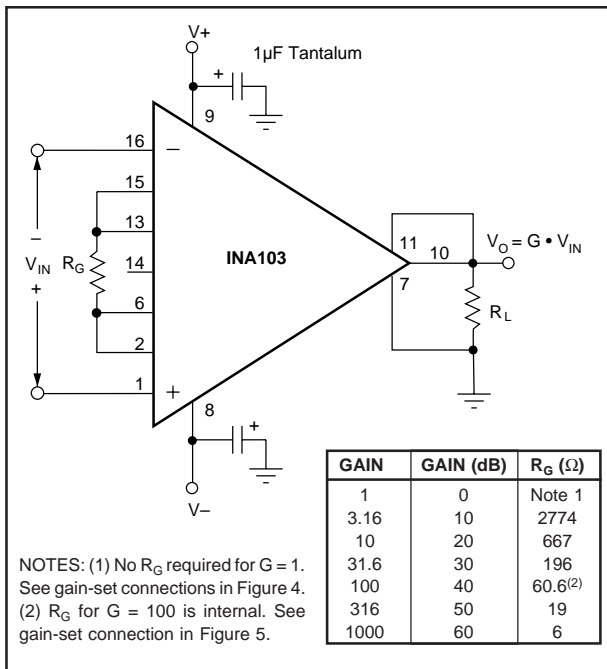 V+
1µF Tantalum
+
9
16
–
15
13
14
6
2
1
+
–
V_IN
+
R_G
INA103
11
10
7
V_O = G • V_IN
R_L
8
+
V–
GAIN GAIN (dB) R_G (Ω)
1 0 Note 1
3.16 10 2774
10 20 667
31.6 30 196
100 40 60.6(2)
316 50 19
1000 60 6
NOTES: (1) No R_G required for G = 1.
See gain-set connections in Figure 4.
(2) R_G for G = 100 is internal. See
gain-set connection in Figure 5.